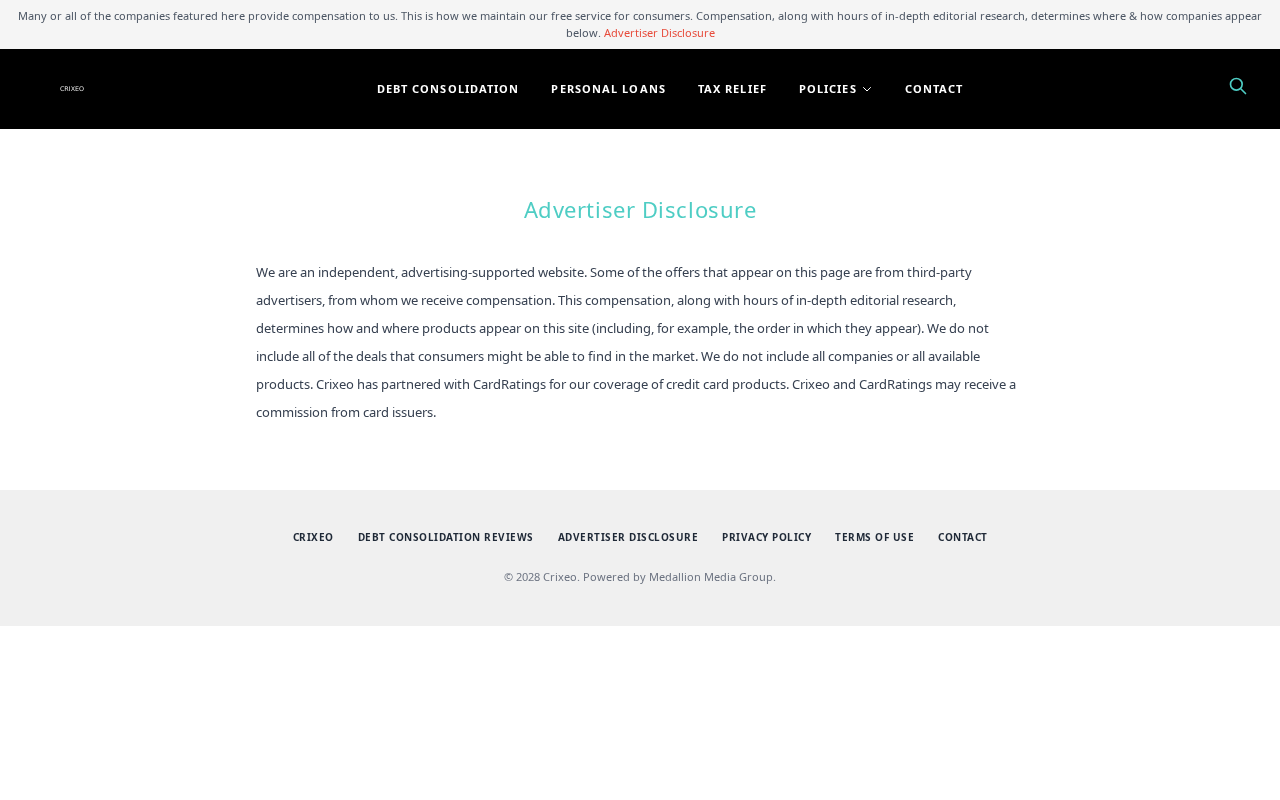 Many or all of the companies featured here provide compensation to us. This is how we maintain our free service for consumers. Compensation, along with hours of in-depth editorial research, determines where & how companies appear
below. Advertiser Disclosure
CRIXEO
DEBT CONSOLIDATION PERSONAL LOANS TAX RELIEF POLICIES CONTACT
Advertiser Disclosure
We are an independent, advertising-supported website. Some of the offers that appear on this page are from third-party
advertisers, from whom we receive compensation. This compensation, along with hours of in-depth editorial research,
determines how and where products appear on this site (including, for example, the order in which they appear). We do not
include all of the deals that consumers might be able to find in the market. We do not include all companies or all available
products. Crixeo has partnered with CardRatings for our coverage of credit card products. Crixeo and CardRatings may receive a
commission from card issuers.
CRIXEO DEBT CONSOLIDATION REVIEWS ADVERTISER DISCLOSURE PRIVACY POLICY TERMS OF USE CONTACT
© 2028 Crixeo. Powered by Medallion Media Group.